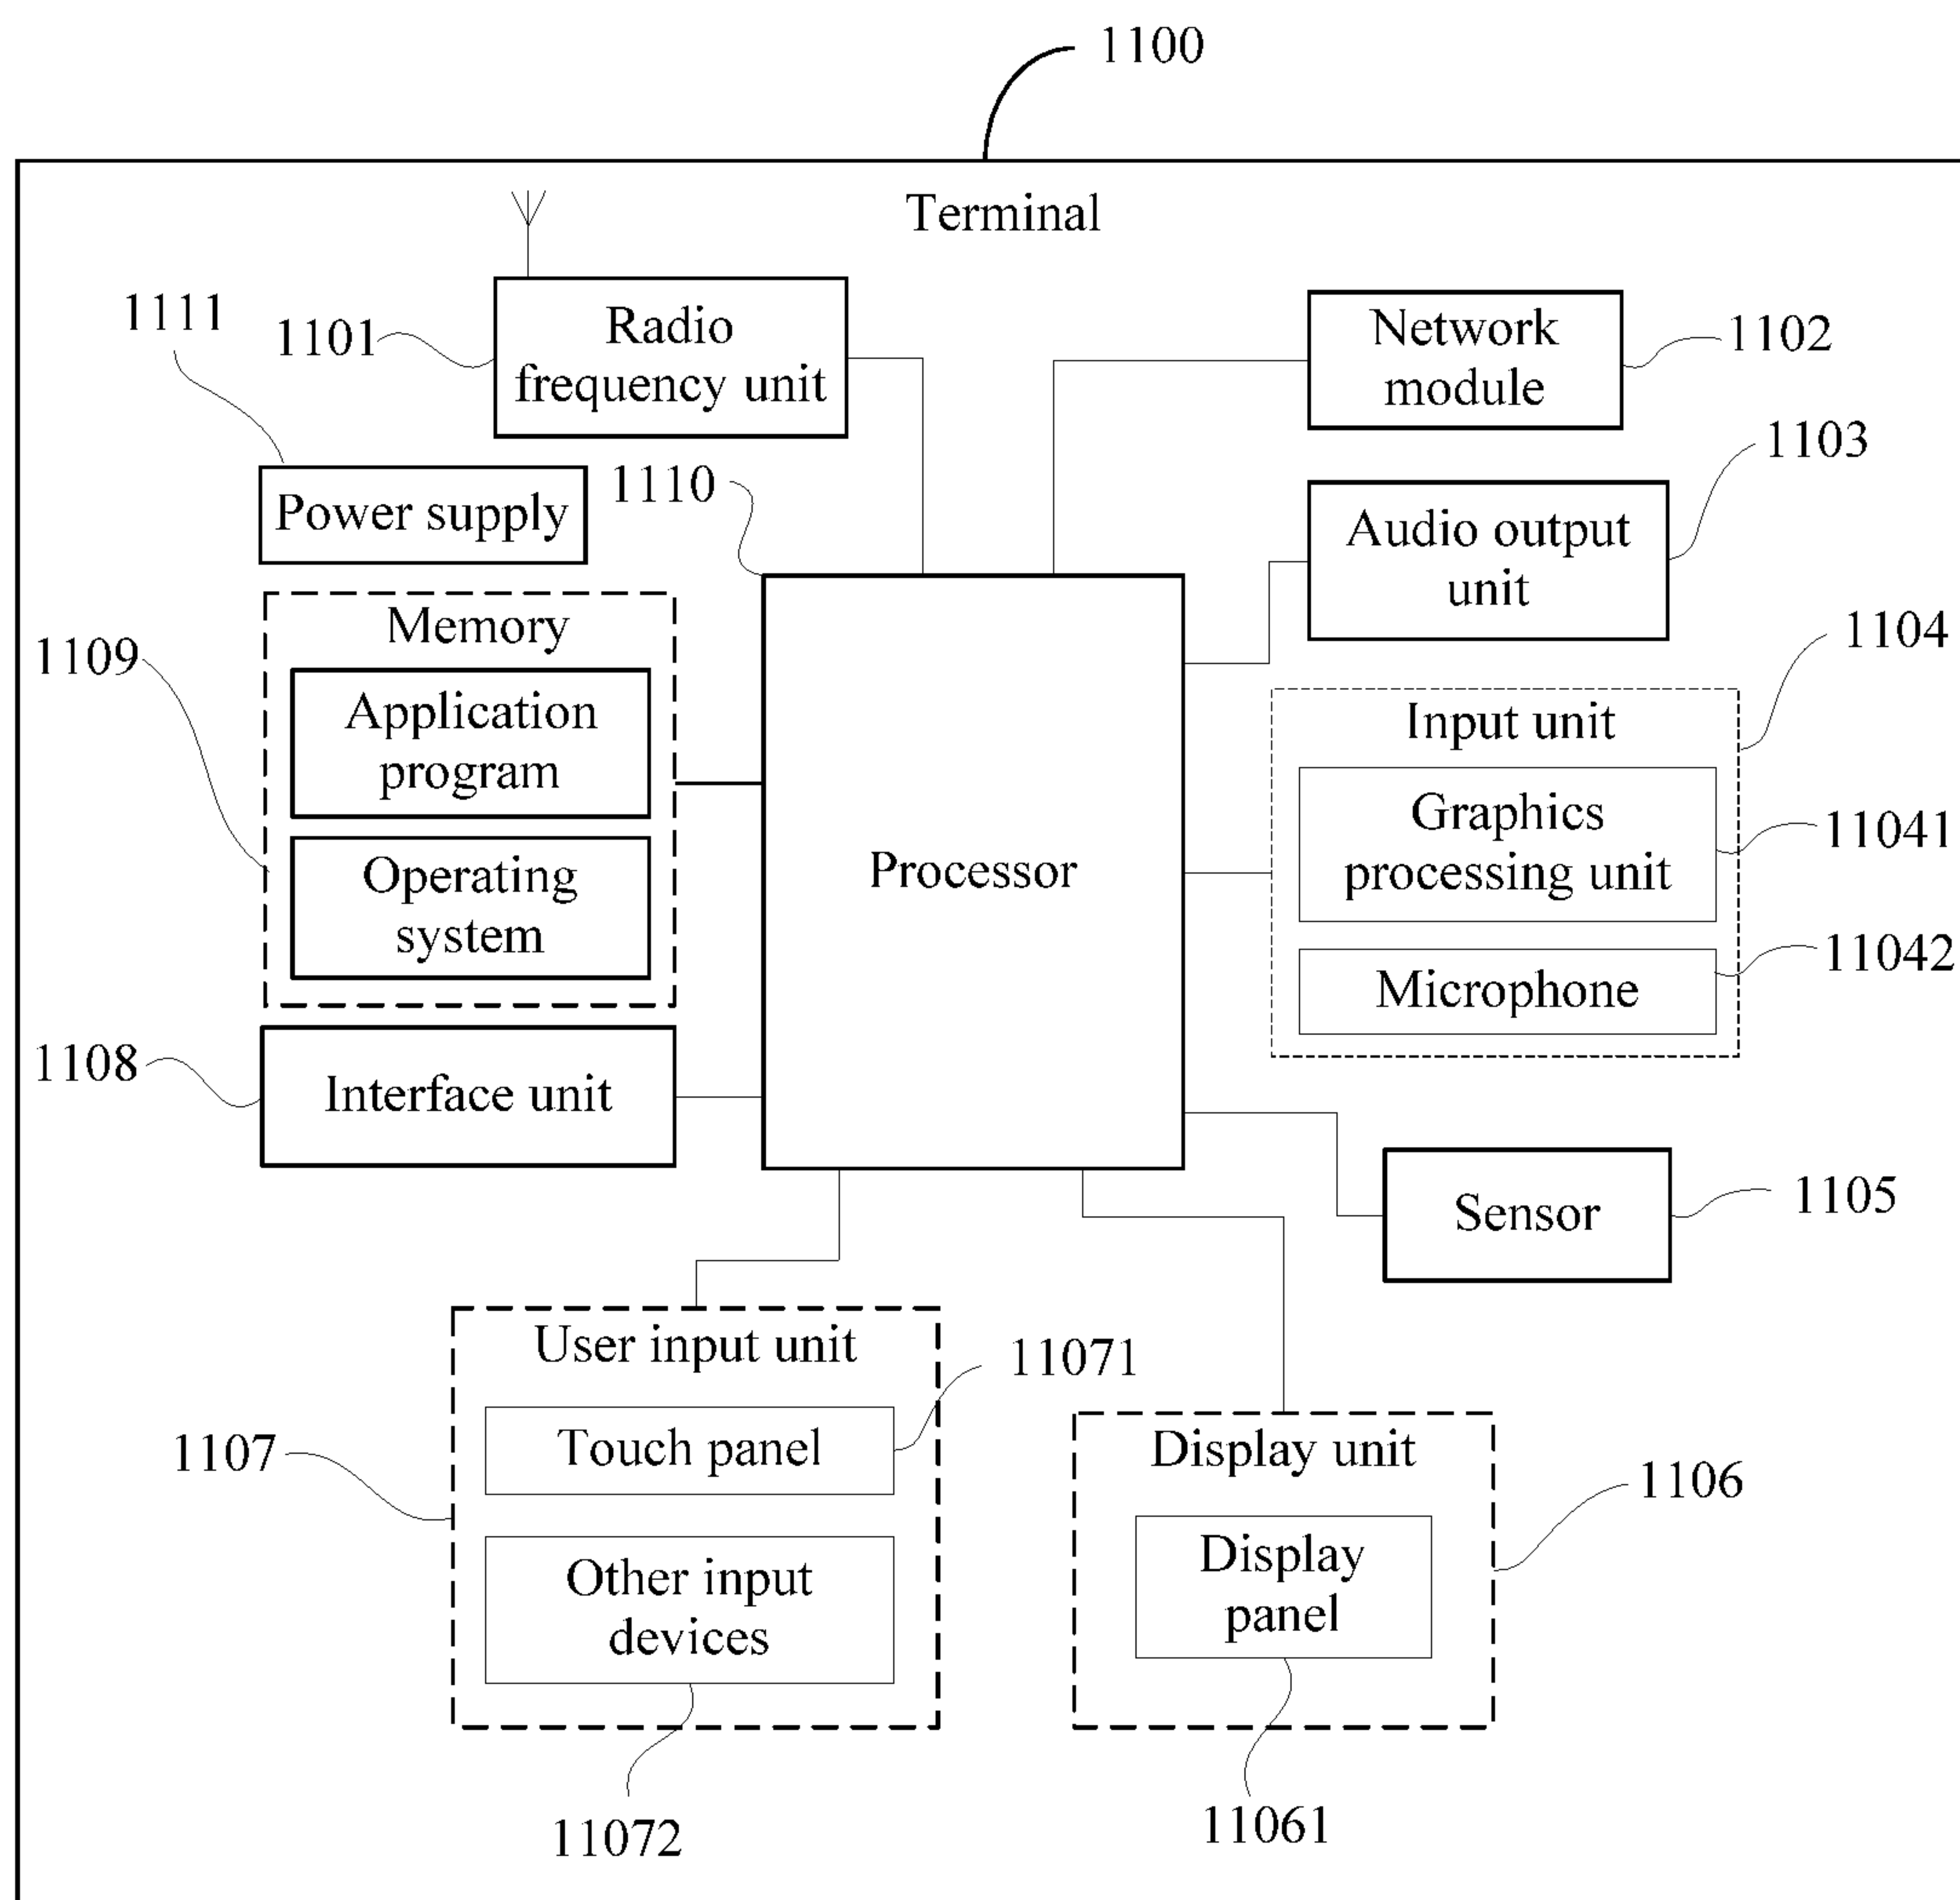 1100
Terminal
1111
1101
Radio
frequency unit
Network
module
1102
1103
Power supply
1110
Audio output
unit
Memory
1109
Application
program
Operating
system
Processor
1104
Input unit
Graphics
processing unit
11041
Microphone
11042
1108
Interface unit
Sensor
1105
User input unit
11071
Touch panel
1107
Other input
devices
11072
Display unit
1106
Display
panel
11061